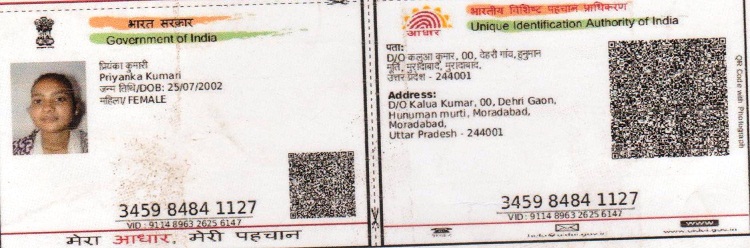 भारत सरकार
Government of India
प्रियंका कुमारी
Priyanka Kumari
जन्म तिथि/DOB: 25/07/2002
महिला/ FEMALE
3459 8484 1127
VID : 9114 8963 2625 6147
मेरा आधार, मेरी पहचान
भारतीय विशिष्ट पहचान प्राधिकरण
Unique Identification Authority of India
आधार
पता:
D/O कलुआ कुमार, 00, देहरी गांव, हनुमान
मूर्ति, मुरादाबाद, मुरादाबाद,
उत्तर प्रदेश - 244001
Address:
D/O Kalua Kumar, 00, Dehri Gaon,
Hunuman murti, Moradabad,
Moradabad,
Uttar Pradesh - 244001
QR Code with Photograph
3459 8484 1127
VID : 9114 8963 2625 6147
www